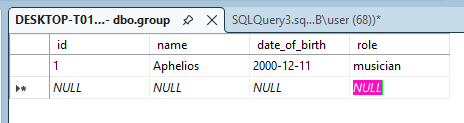 DESKTOP-T01...- dbo.group SQLQuery3.sq...B\user (68))*
id name date_of_birth role
1 Aphelios 2000-12-11 musician
NULL NULL NULL NULL